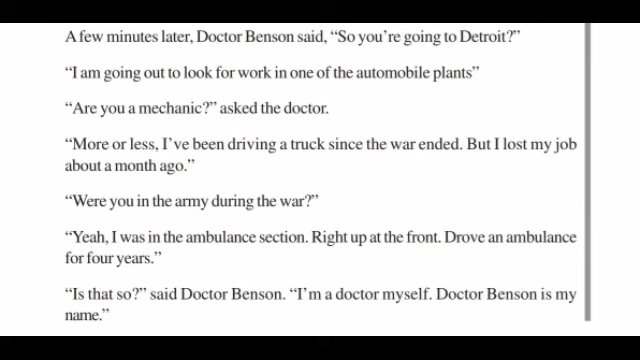 A few minutes later, Doctor Benson said, “So you’re going to Detroit?”
“I am going out to look for work in one of the automobile plants”
“Are you a mechanic?” asked the doctor.
“More or less, I’ve been driving a truck since the war ended. But I lost my job
about a month ago.”
“Were you in the army during the war?”
“Yeah, I was in the ambulance section. Right up at the front. Drove an ambulance
for four years.”
“Is that so?” said Doctor Benson. “I’m a doctor myself. Doctor Benson is my
name.”